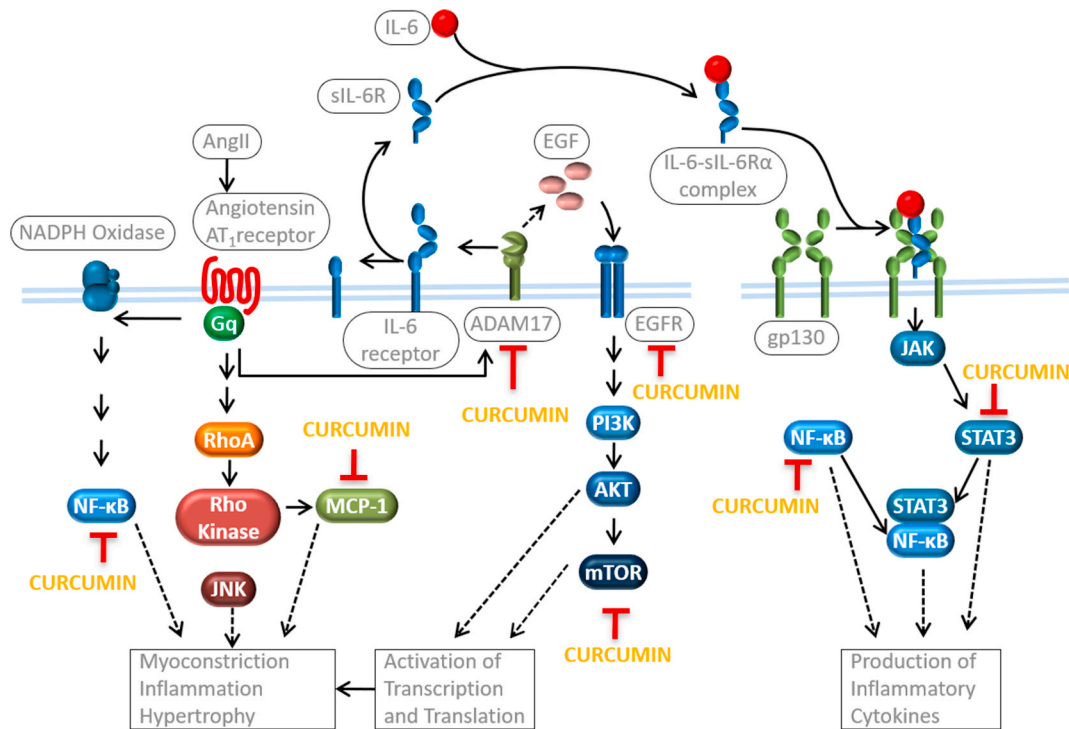 IL-6
sIL-6R
AngII
EGF
IL-6-sIL-6Rα
complex
NADPH Oxidase
Angiotensin
AT₁receptor
Gq
IL-6
receptor
ADAM17
EGFR
gp130
JAK
CURCUMIN
CURCUMIN
CURCUMIN
CURCUMIN
RhoA
PI3K
NF-κB
STAT3
NF-κB
Rho
Kinase
MCP-1
AKT
CURCUMIN
STAT3
NF-κB
CURCUMIN
JNK
mTOR
CURCUMIN
Myoconstriction
Inflammation
Hypertrophy
Activation of
Transcription
and Translation
Production of
Inflammatory
Cytokines